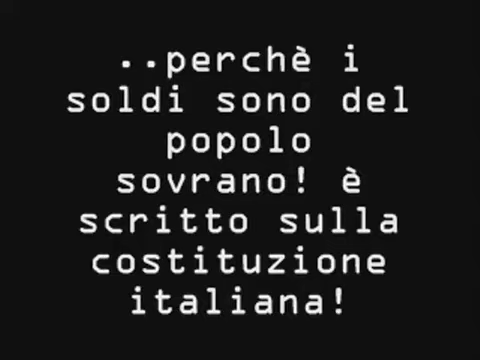 ..perchè i
soldi sono del
popolo
sovrano! è
scritto sulla
costituzione
italiana!